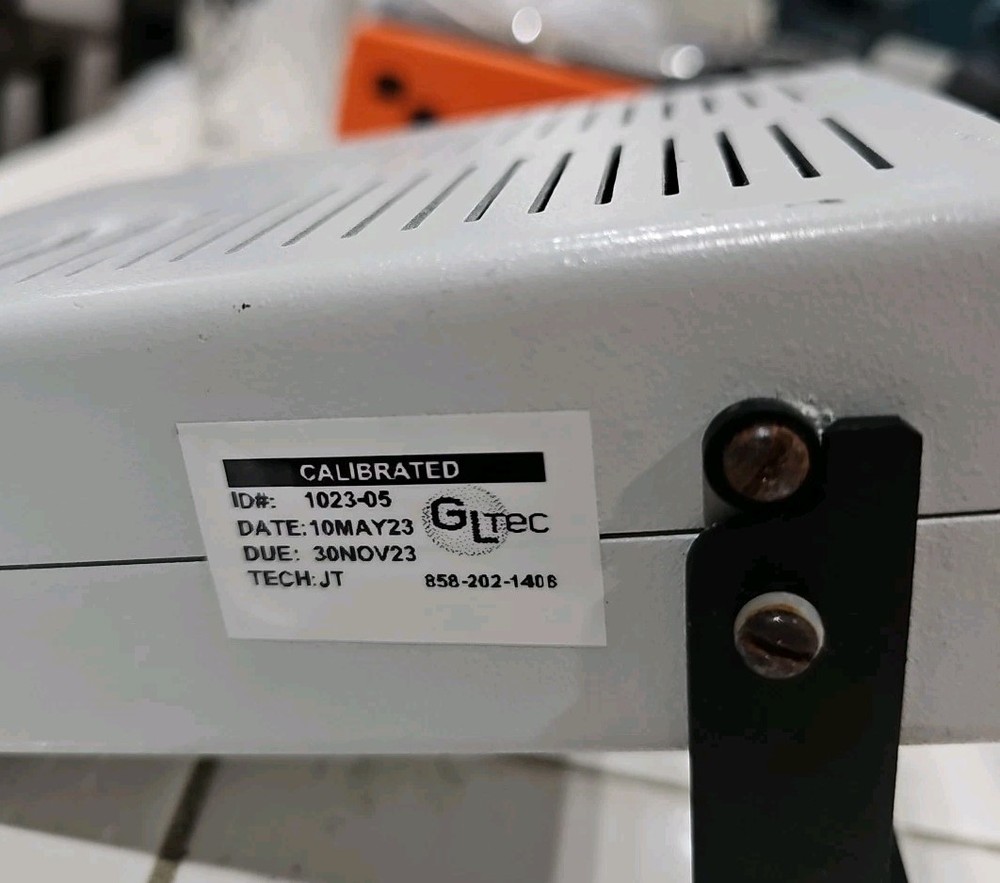 CALIBRATED
ID#: 1023-05
DATE: 10MAY23
GLTEC
DUE: 30NOV23
TECH: JT
858-202-1406